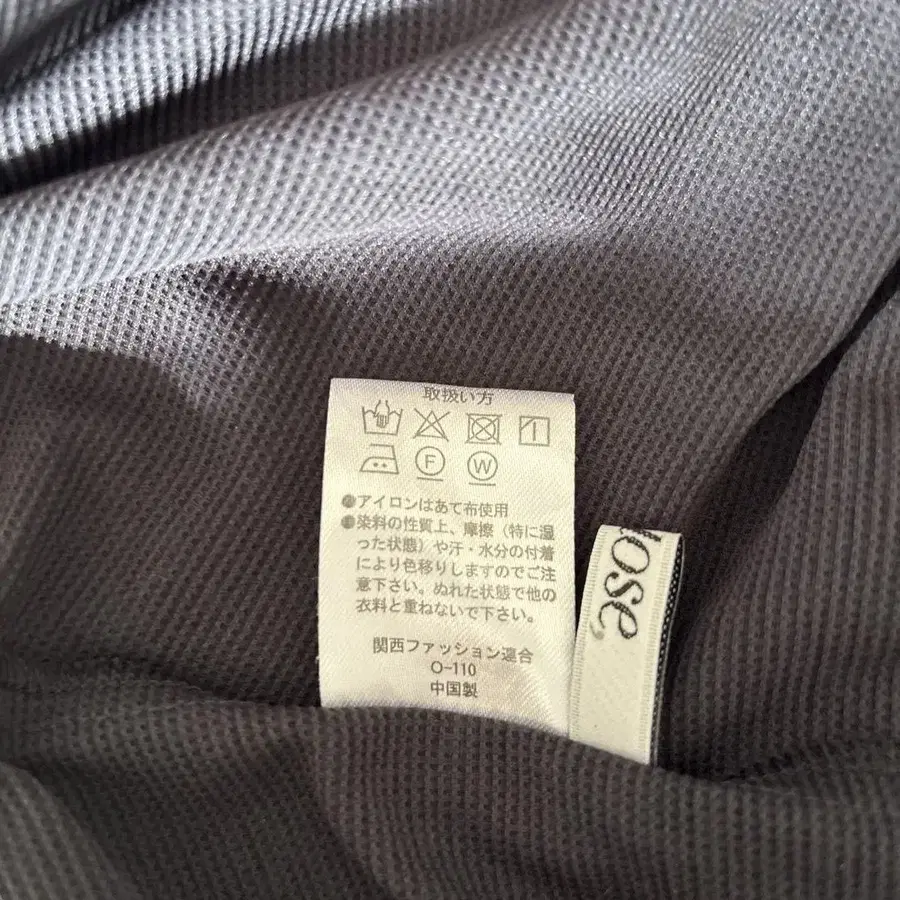 取扱い方
F
W
●アイロンはあて布使用
●染料の性質上、摩擦（特に湿
った状態）や汗・水分の付着
により色移りしますのでご注
意下さい。ぬれた状態で他の
衣料と重ねないで下さい。
関西ファッション連合
O-110
中国製